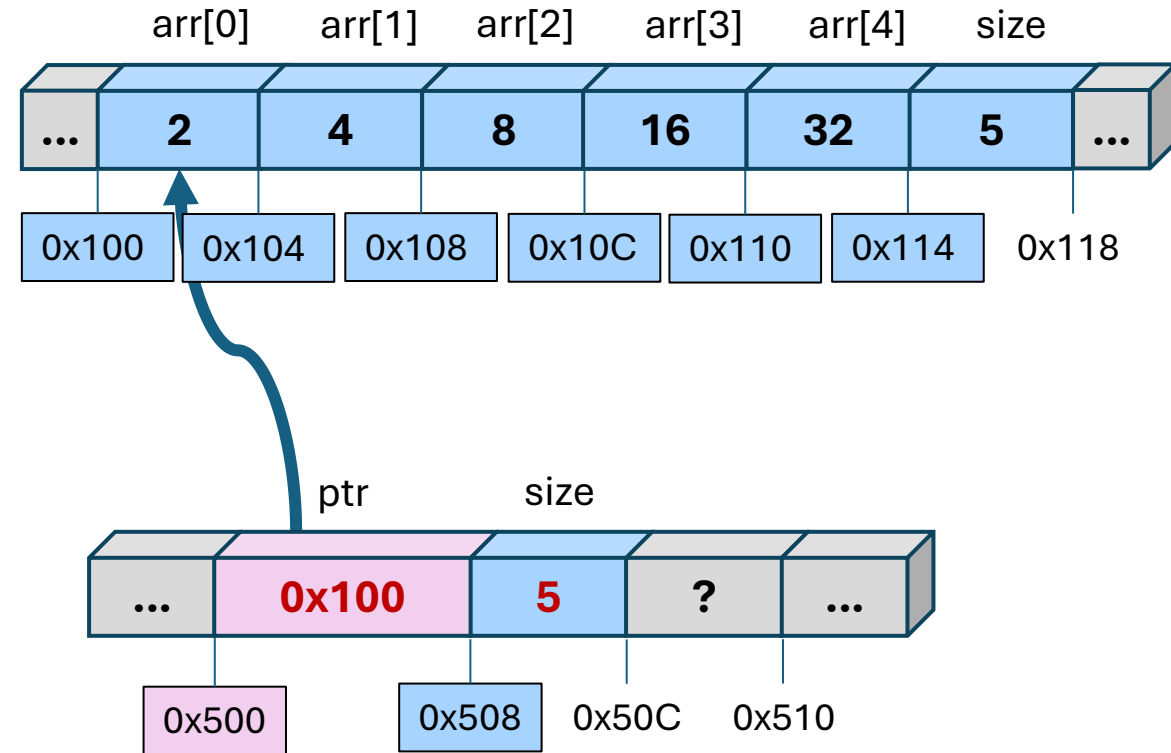 arr[0] arr[1] arr[2] arr[3] arr[4] size
... 2 4 8 16 32 5 ...
0x100 0x104 0x108 0x10C 0x110 0x114 0x118
ptr size
... 0x100 5 ? ...
0x500 0x508 0x50C 0x510